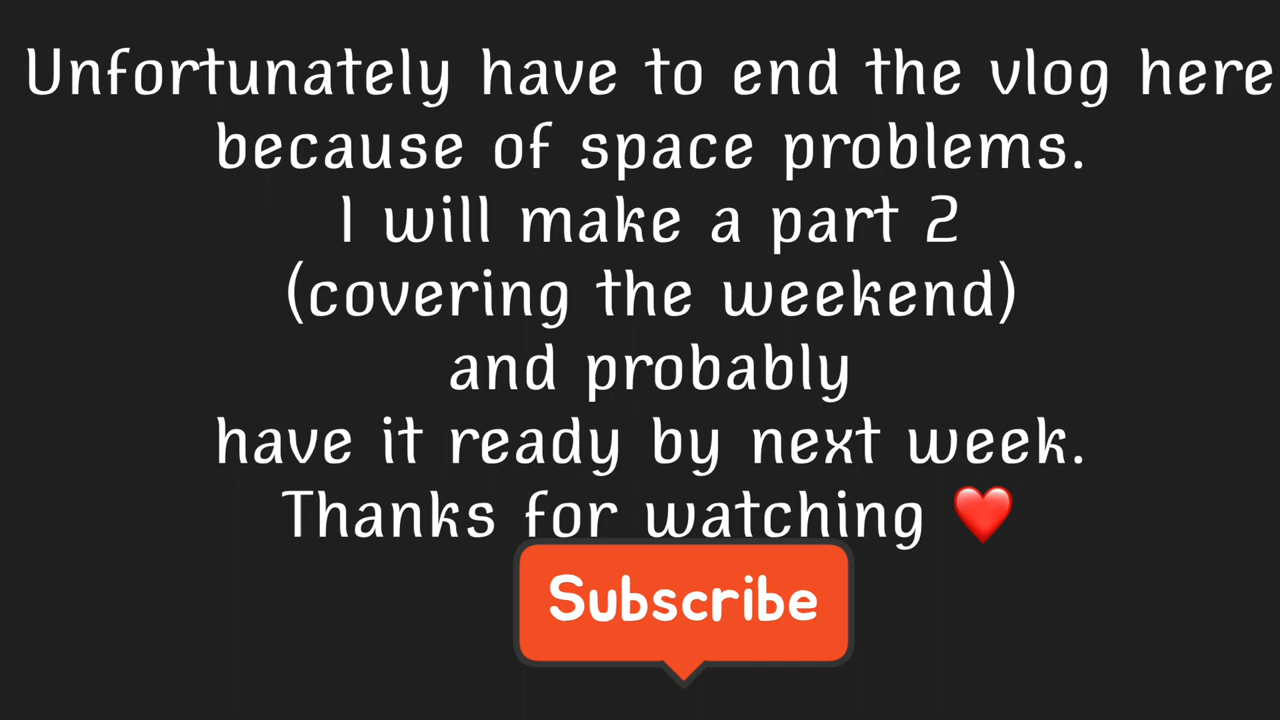 Unfortunately have to end the vlog here
because of space problems.
I will make a part 2
(covering the weekend)
and probably
have it ready by next week.
Thanks for watching ❤️
Subscribe